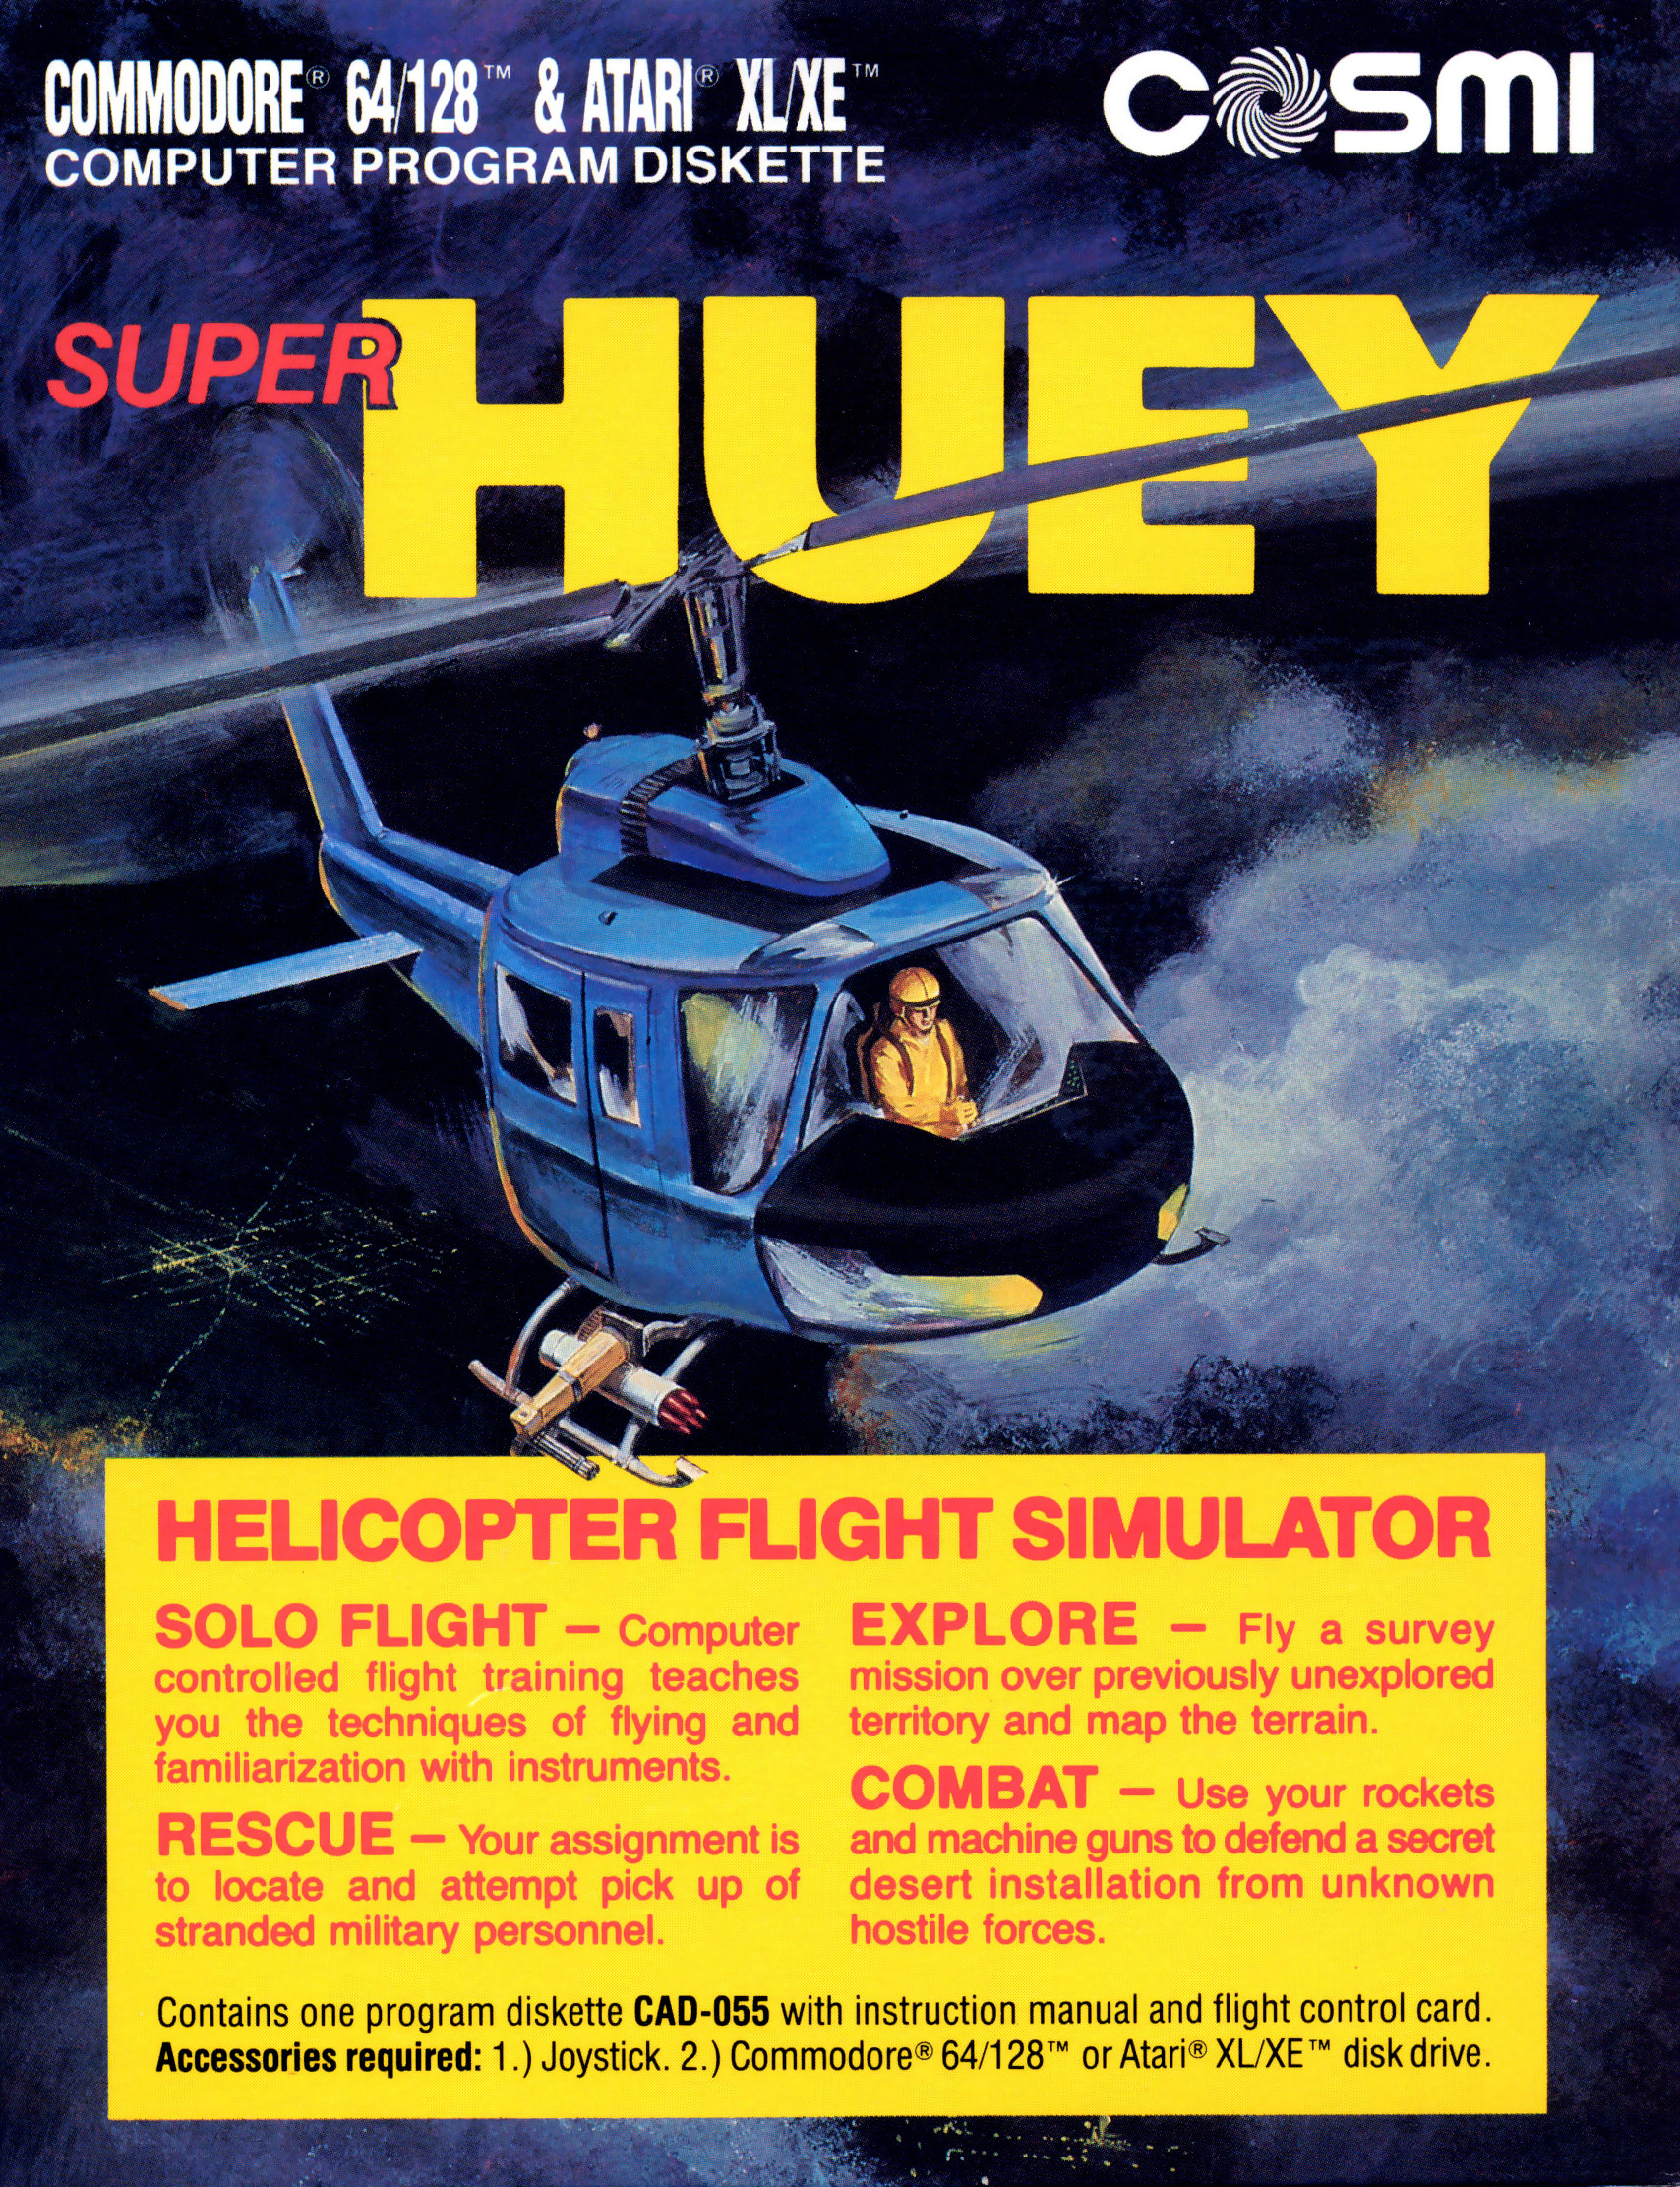 COMMODORE® 64/128™ & ATARI® XL/XE™
COMPUTER PROGRAM DISKETTE
COSMI
SUPER HUEY
HELICOPTER FLIGHT SIMULATOR
SOLO FLIGHT — Computer
controlled flight training teaches
you the techniques of flying and
familiarization with instruments.
RESCUE — Your assignment is
to locate and attempt pick up of
stranded military personnel.
EXPLORE — Fly a survey
mission over previously unexplored
territory and map the terrain.
COMBAT — Use your rockets
and machine guns to defend a secret
desert installation from unknown
hostile forces.
Contains one program diskette CAD-055 with instruction manual and flight control card.
Accessories required: 1.) Joystick. 2.) Commodore® 64/128™ or Atari® XL/XE™ disk drive.